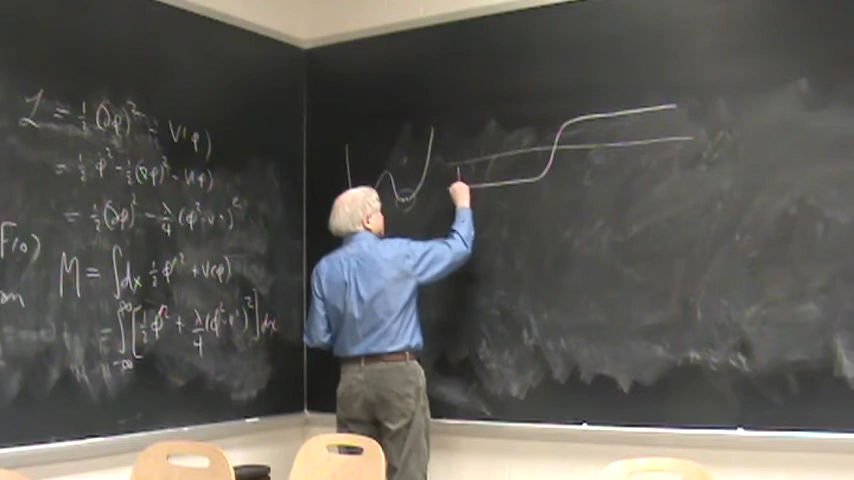 L = 1/2 (∂φ)² - V(φ)
= 1/2 φ̇² - 1/2 (∂φ)² - V(φ)
= 1/2 (∂φ)² - λ/4 (φ² - v²)²
F(0)
M = ∫dx 1/2 φ'² + V(φ)
= ∫_{-∞}^{∞} [1/2 φ'² + λ/4 (φ² - v²)²] dx